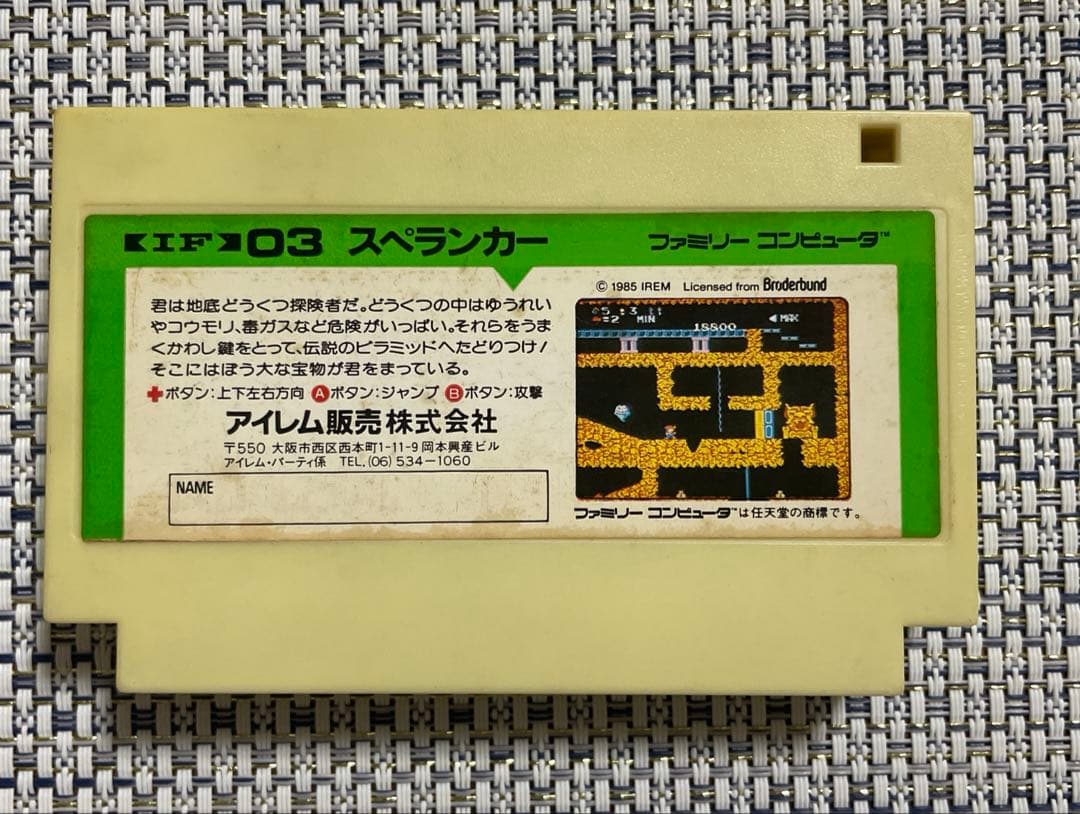 IF 03 スペランカー ファミリー コンピュータ™
© 1985 IREM Licensed from Brøderbund
君は地底どうくつ探険者だ。どうくつの中はゆうれい
やコウモリ、毒ガスなど危険がいっぱい。それらをうま
くかわし鍵をとって、伝説のピラミッドへたどりつけ!
そこにはぼう大な宝物が君をまっている。
✚ボタン:上下左右方向 Aボタン:ジャンプ Bボタン:攻撃
アイレム販売株式会社
〒550 大阪市西区西本町1-11-9 岡本興産ビル
アイレム・パーティ係 TEL.(06)534-1060
NAME
MIN
MAX
18800
ファミリー コンピュータ™は任天堂の商標です。